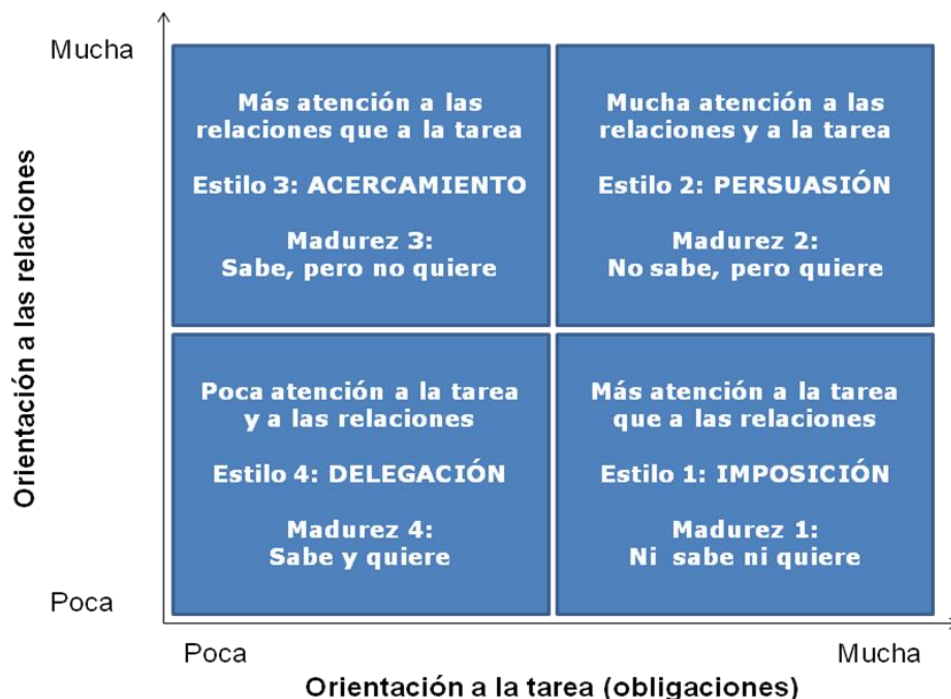 Mucha
Orientación a las relaciones
Poca
Más atención a las
relaciones que a la tarea
Estilo 3: ACERCAMIENTO
Madurez 3:
Sabe, pero no quiere
Mucha atención a las
relaciones y a la tarea
Estilo 2: PERSUASIÓN
Madurez 2:
No sabe, pero quiere
Poca atención a la tarea
y a las relaciones
Estilo 4: DELEGACIÓN
Madurez 4:
Sabe y quiere
Más atención a la tarea
que a las relaciones
Estilo 1: IMPOSICIÓN
Madurez 1:
Ni sabe ni quiere
Poca
Mucha
Orientación a la tarea (obligaciones)